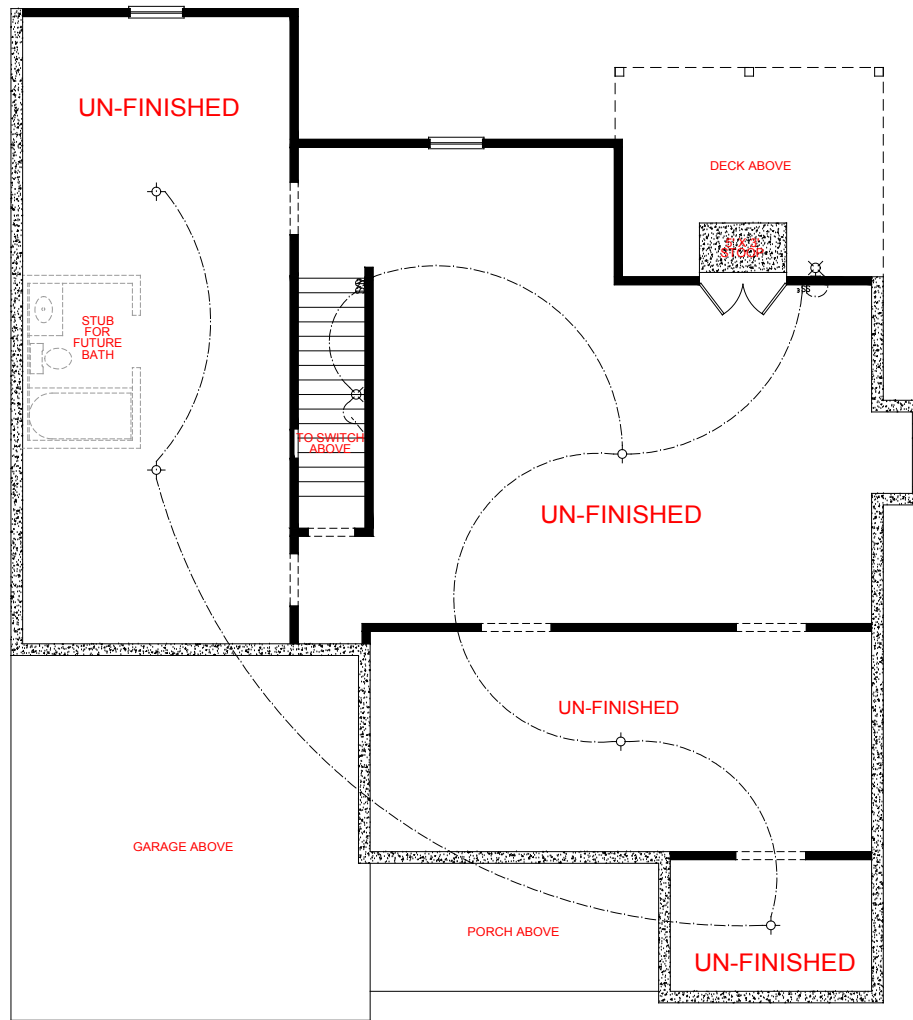 UN-FINISHED
DECK ABOVE
STOOP
STUB
FOR
FUTURE
BATH
TO SWITCH
ABOVE
UN-FINISHED
UN-FINISHED
GARAGE ABOVE
PORCH ABOVE
UN-FINISHED